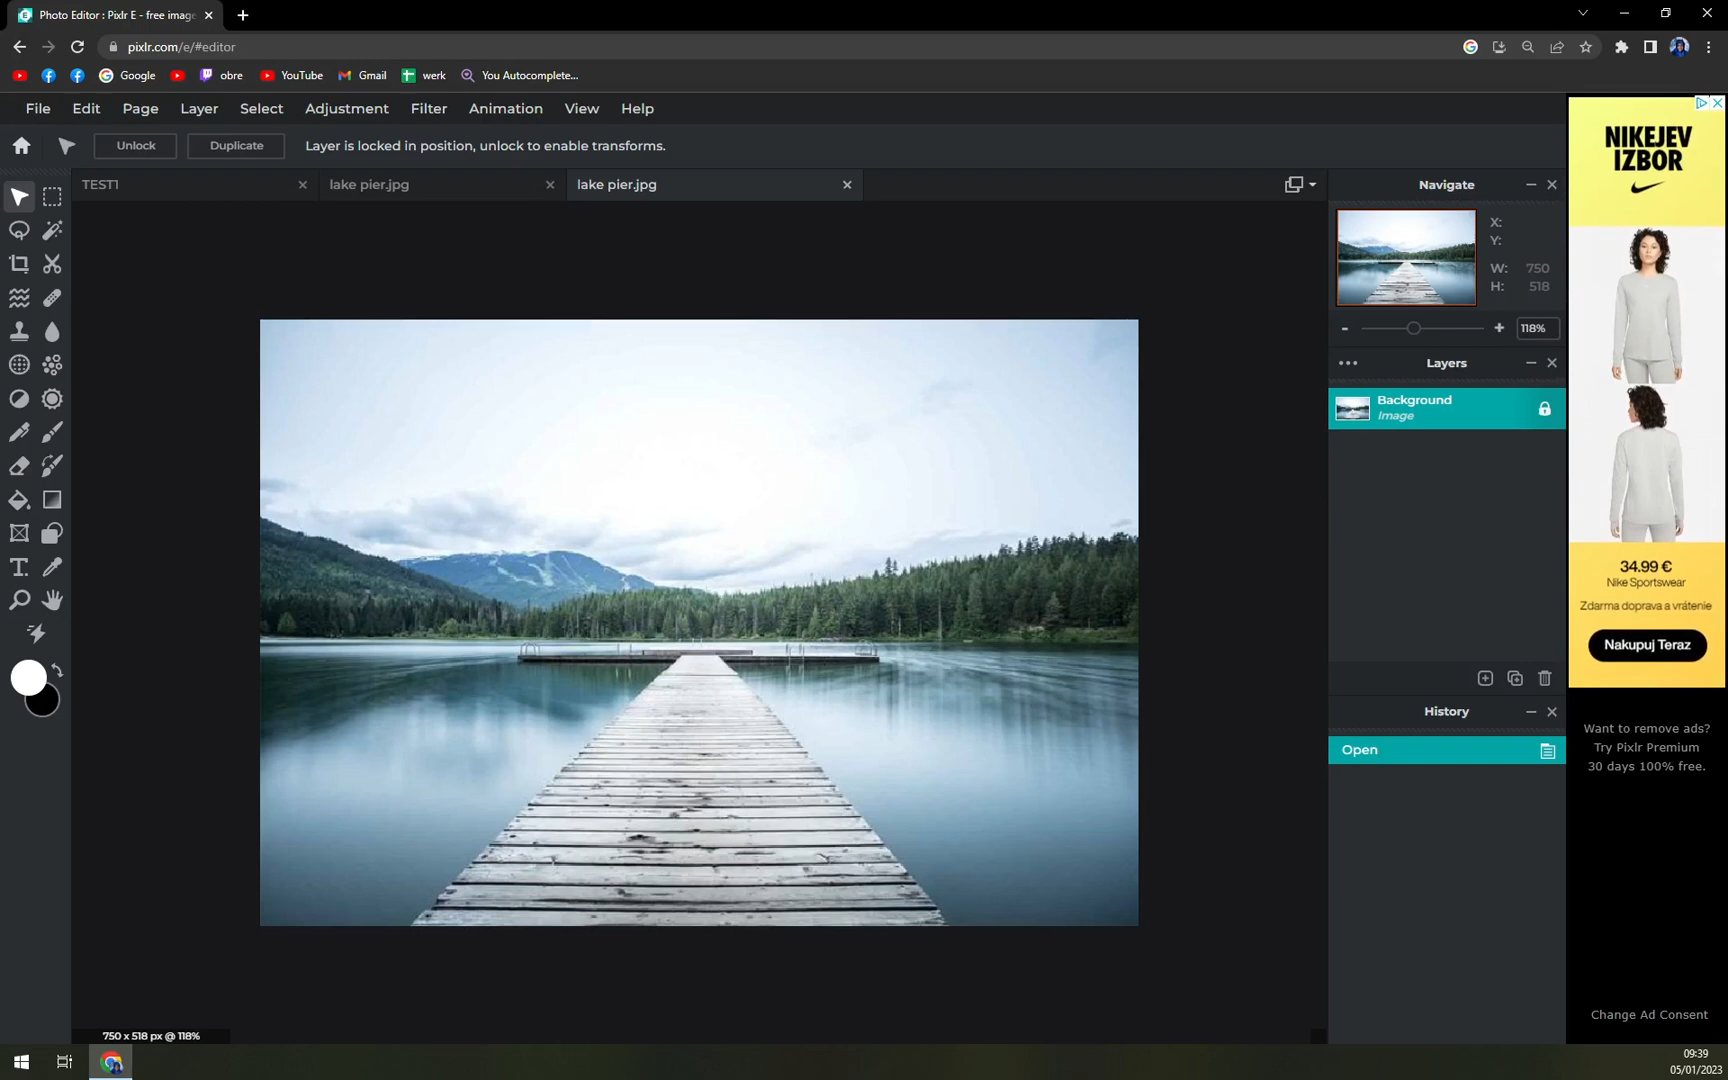 Photo Editor : Pixlr E - free image
pixlr.com/e/#editor
Google
obre
YouTube
Gmail
werk
You Autocomplete...
File Edit Page Layer Select Adjustment Filter Animation View Help
Unlock
Duplicate
Layer is locked in position, unlock to enable transforms.
TEST1
lake pier.jpg
lake pier.jpg
Navigate
X:
Y:
W: 750
H: 518
118%
Layers
Background
Image
History
Open
750 x 518 px @ 118%
NIKEJEV
IZBOR
34.99 €
Nike Sportswear
Zdarma doprava a vrátenie
Nakupuj Teraz
Want to remove ads?
Try Pixlr Premium
30 days 100% free.
Change Ad Consent
09:39
05/01/2023